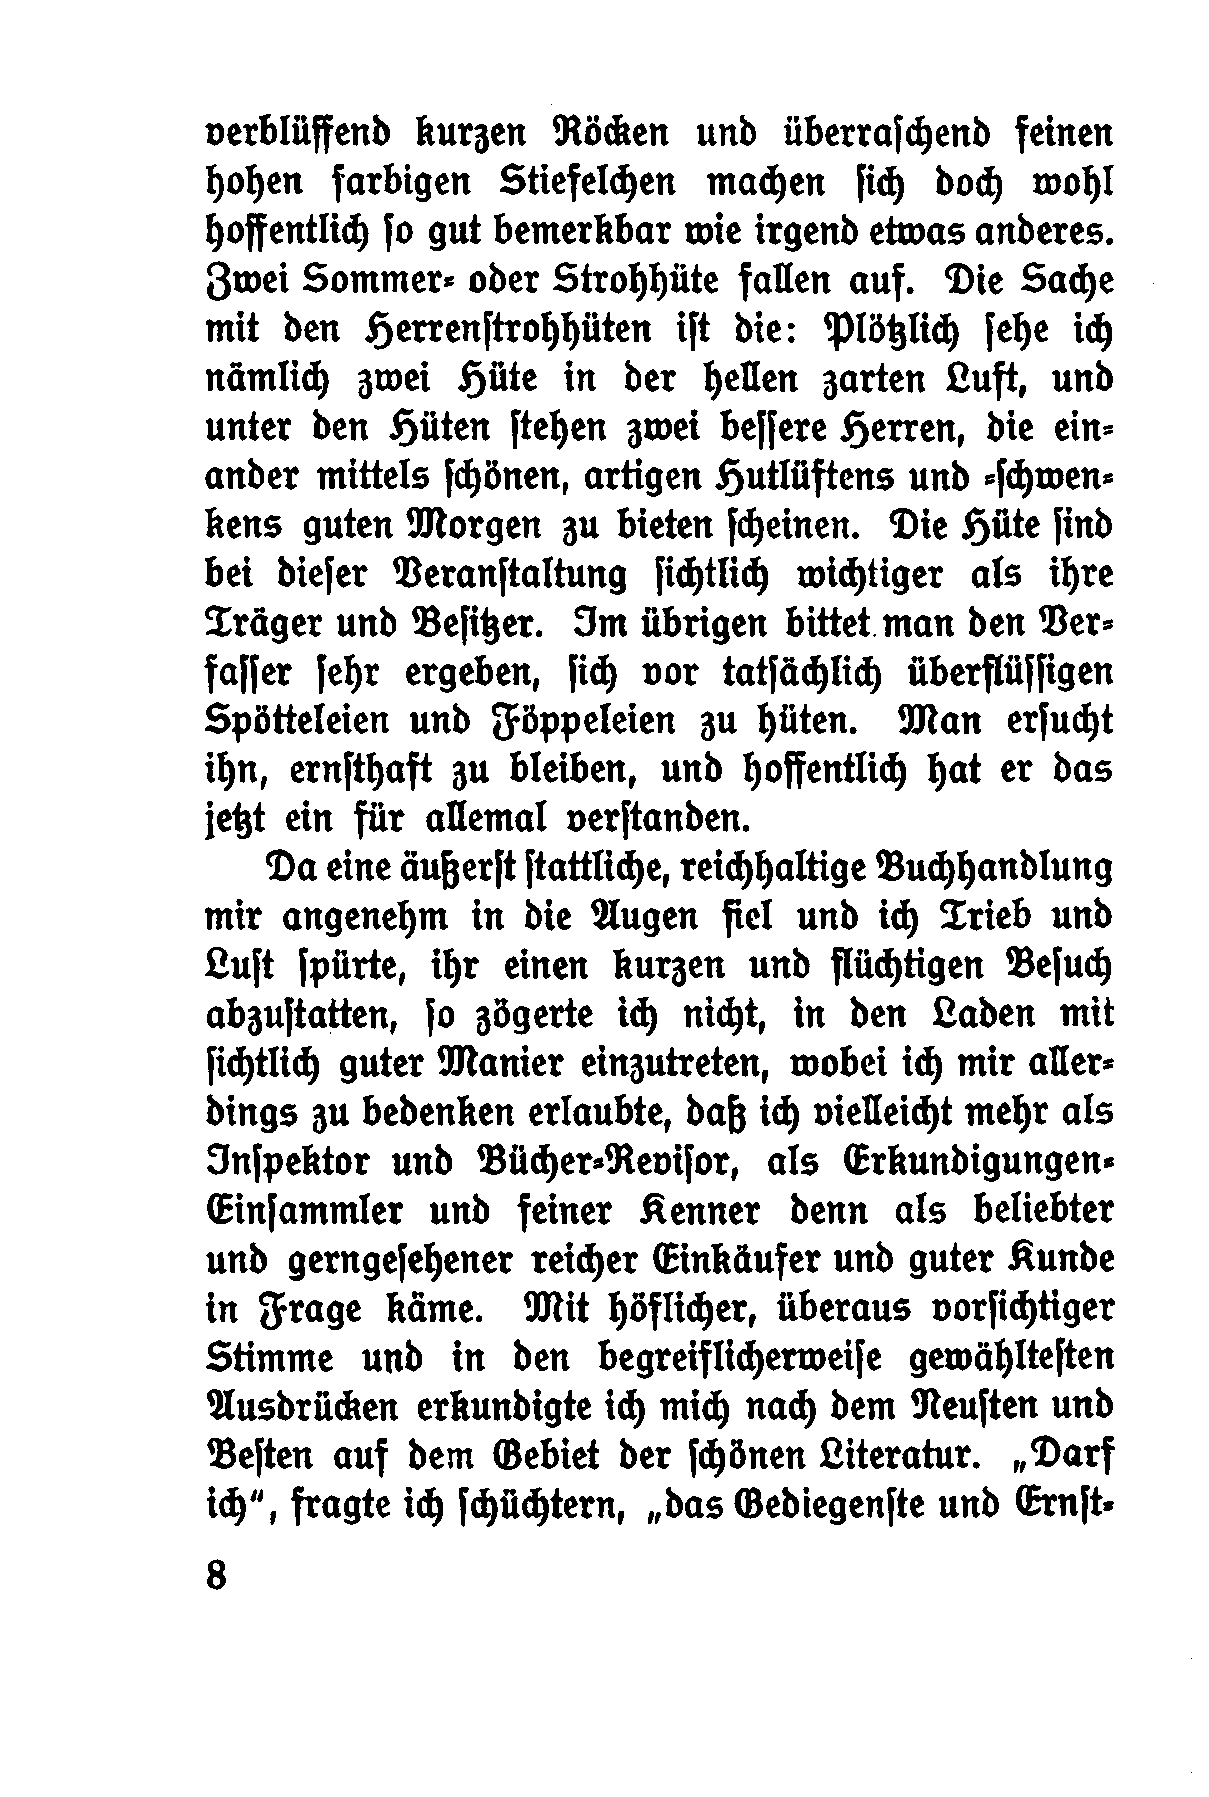 verblüffend kurzen Röcken und überraschend feinen
hohen farbigen Stiefelchen machen sich doch wohl
hoffentlich so gut bemerkbar wie irgend etwas anderes.
Zwei Sommer- oder Strohhüte fallen auf. Die Sache
mit den Herrenstrohhüten ist die: Plötzlich sehe ich
nämlich zwei Hüte in der hellen zarten Luft, und
unter den Hüten stehen zwei bessere Herren, die ein-
ander mittels schönen, artigen Hutlüftens und -schwen-
kens guten Morgen zu bieten scheinen. Die Hüte sind
bei dieser Veranstaltung sichtlich wichtiger als ihre
Träger und Besitzer. Im übrigen bittet man den Ver-
fasser sehr ergeben, sich vor tatsächlich überflüssigen
Spötteleien und Föppeleien zu hüten. Man ersucht
ihn, ernsthaft zu bleiben, und hoffentlich hat er das
jetzt ein für allemal verstanden.
Da eine äußerst stattliche, reichhaltige Buchhandlung
mir angenehm in die Augen fiel und ich Trieb und
Lust spürte, ihr einen kurzen und flüchtigen Besuch
abzustatten, so zögerte ich nicht, in den Laden mit
sichtlich guter Manier einzutreten, wobei ich mir aller-
dings zu bedenken erlaubte, daß ich vielleicht mehr als
Inspektor und Bücher-Revisor, als Erkundigungen-
Einsammler und feiner Kenner denn als beliebter
und gerngesehener reicher Einkäufer und guter Kunde
in Frage käme. Mit höflicher, überaus vorsichtiger
Stimme und in den begreiflicherweise gewähltesten
Ausdrücken erkundigte ich mich nach dem Neusten und
Besten auf dem Gebiet der schönen Literatur. „Darf
ich“, fragte ich schüchtern, „das Gediegenste und Ernst-
8